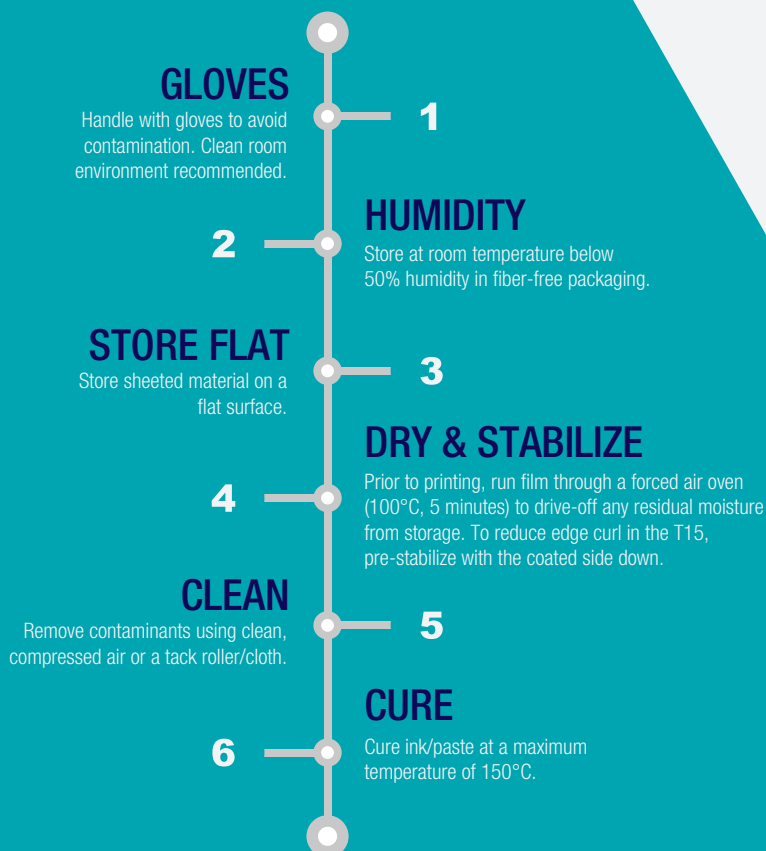 GLOVES
Handle with gloves to avoid
contamination. Clean room
environment recommended.
1
HUMIDITY
Store at room temperature below
50% humidity in fiber-free packaging.
2
STORE FLAT
Store sheeted material on a
flat surface.
3
DRY & STABILIZE
Prior to printing, run film through a forced air oven
(100°C, 5 minutes) to drive-off any residual moisture
from storage. To reduce edge curl in the T15,
pre-stabilize with the coated side down.
4
CLEAN
Remove contaminants using clean,
compressed air or a tack roller/cloth.
5
CURE
Cure ink/paste at a maximum
temperature of 150°C.
6